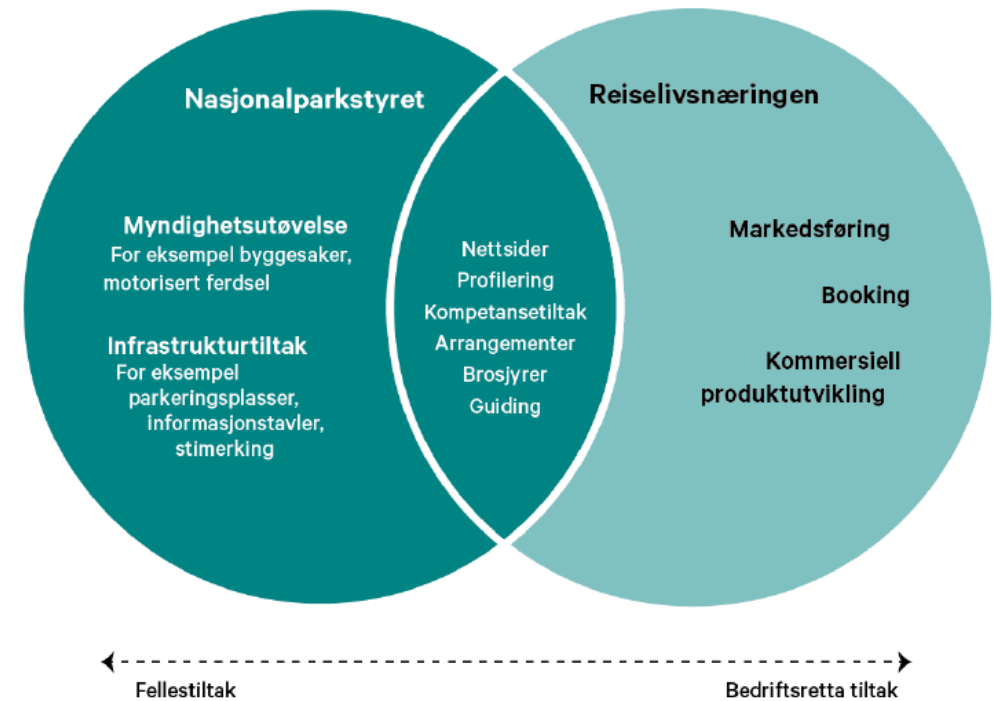 Nasjonalparkstyret
Myndighetsutøvelse
For eksempel byggesaker,
motorisert ferdsel
Infrastrukturtiltak
For eksempel
parkeringsplasser,
informasjonstavler,
stimerking
Nettsider
Profilering
Kompetansetiltak
Arrangementer
Brosjyrer
Guiding
Reiselivsnæringen
Markedsføring
Booking
Kommersiell
produktutvikling
Fellestiltak
Bedriftsretta tiltak